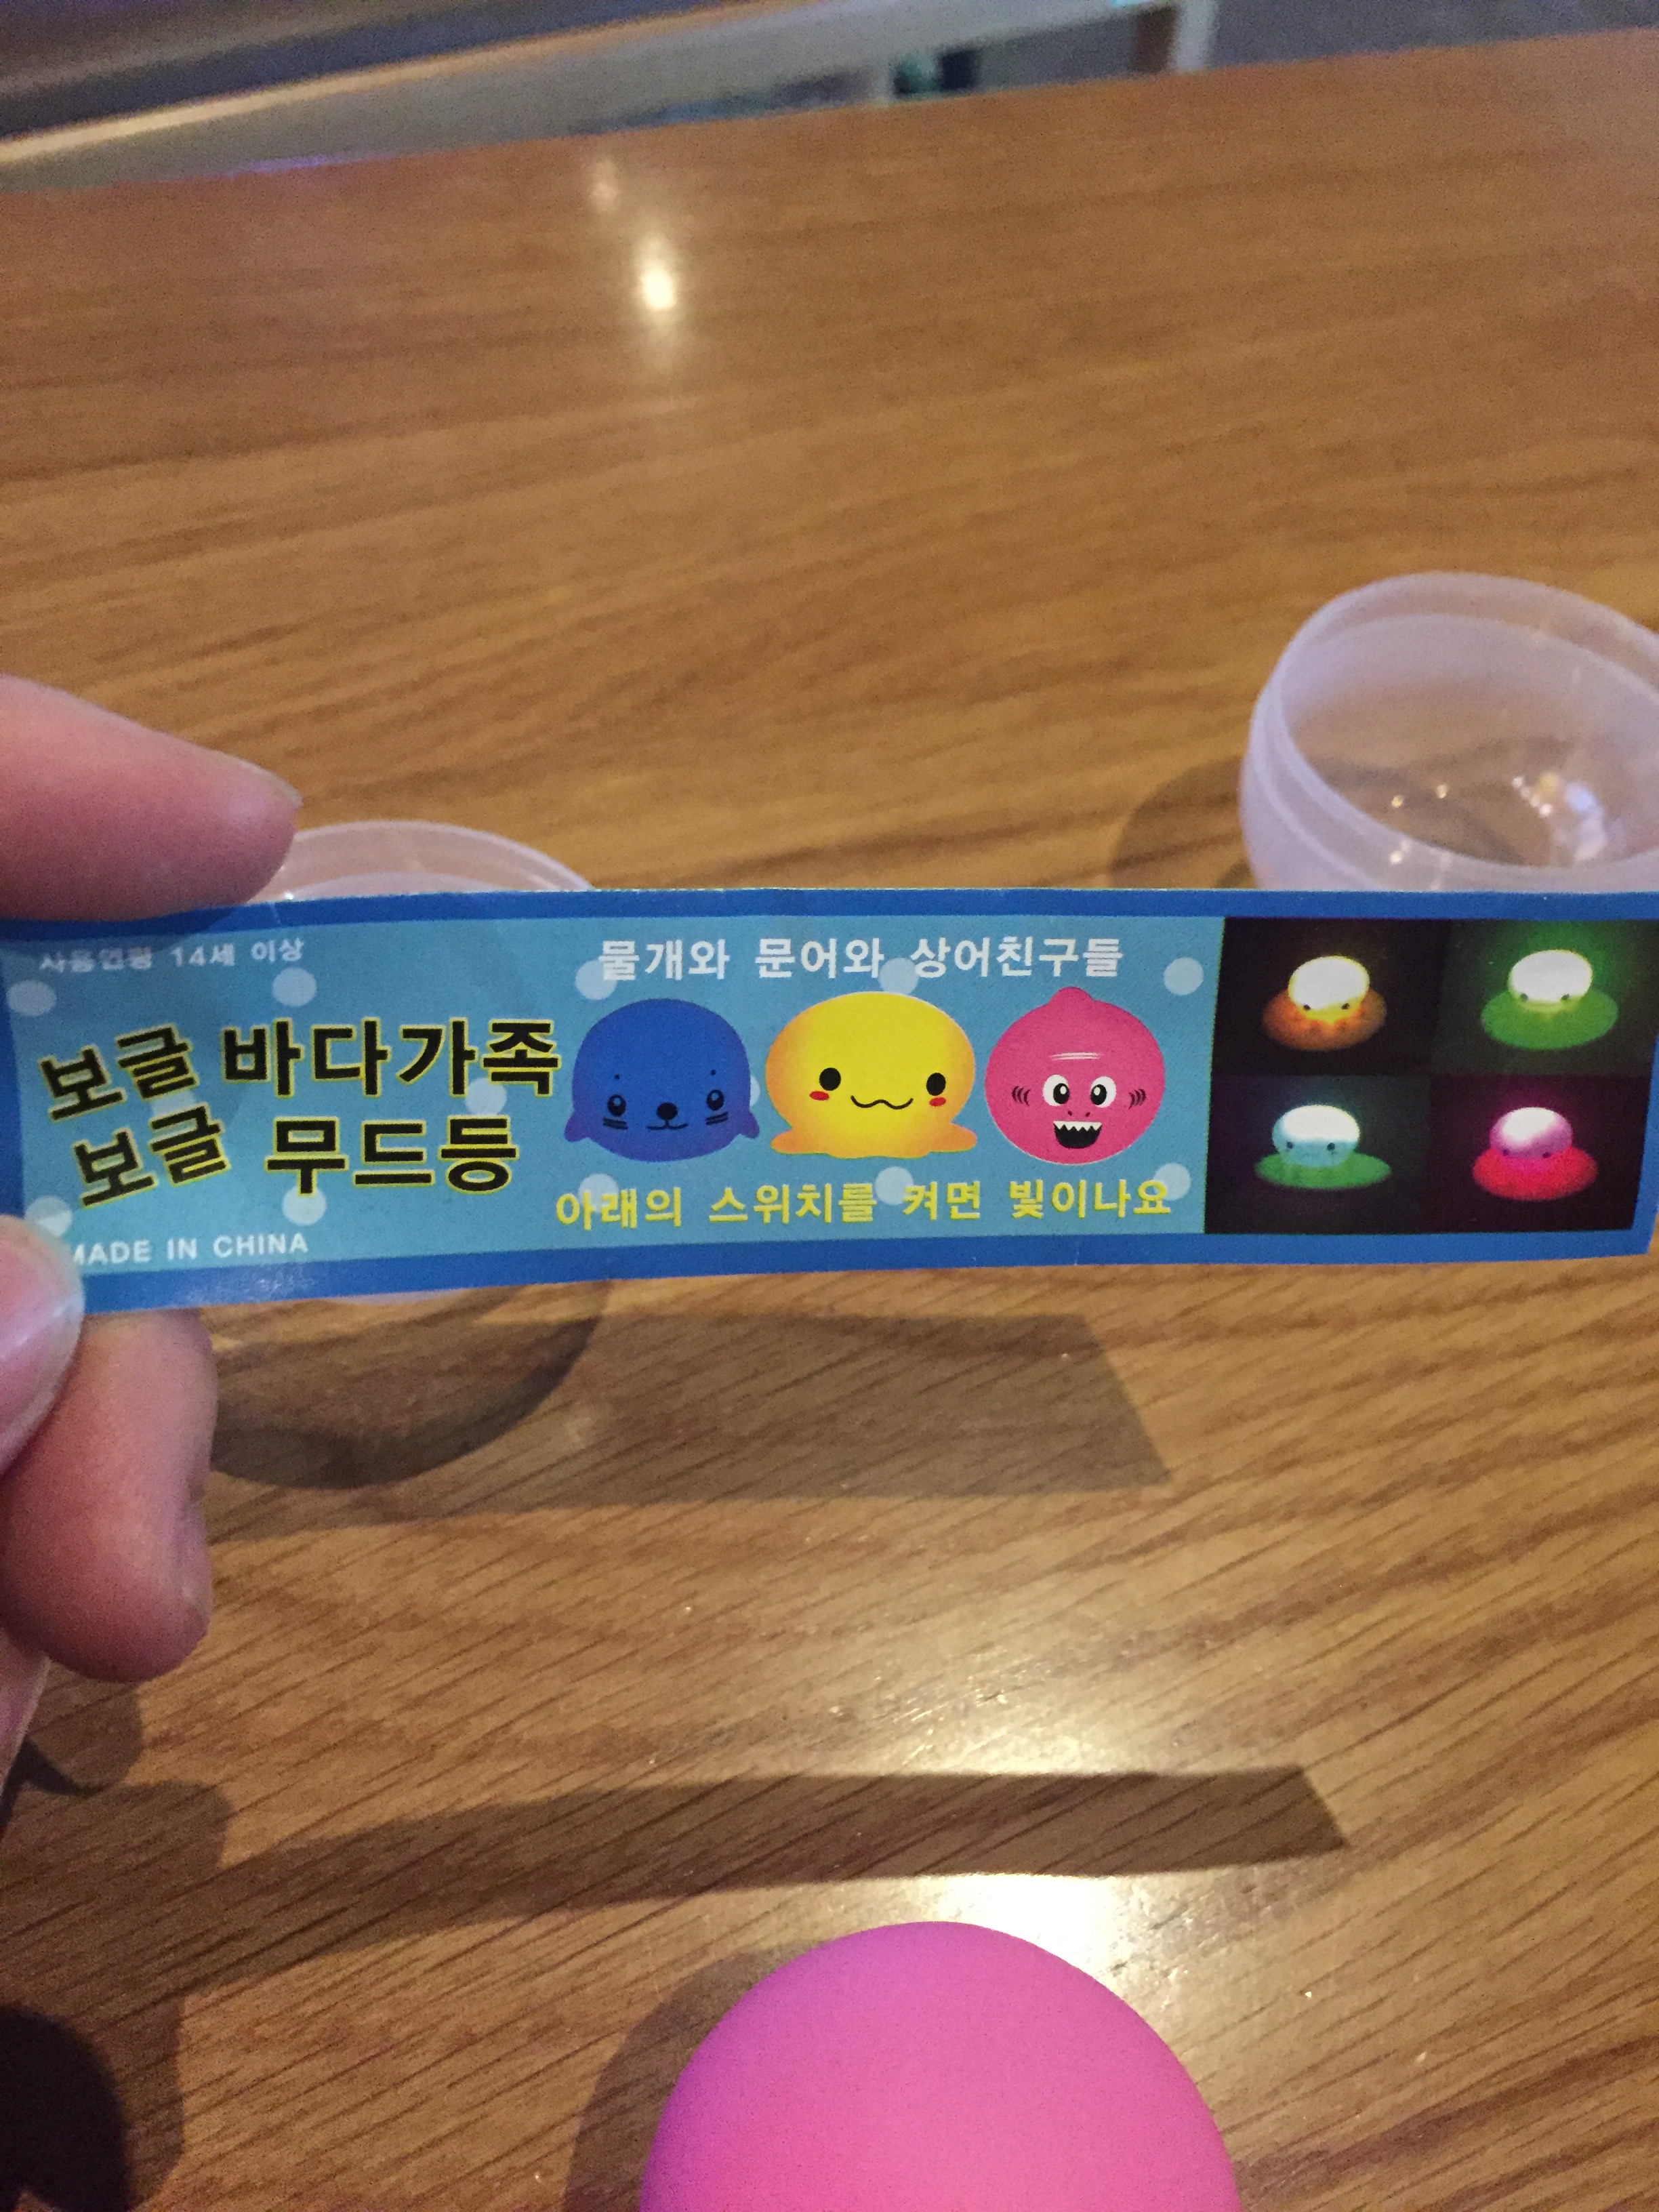 사용연령 14세 이상
보글 보글
바다가족
무드등
MADE IN CHINA
물개와 문어와 상어친구들
아래의 스위치를 켜면 빛이나요